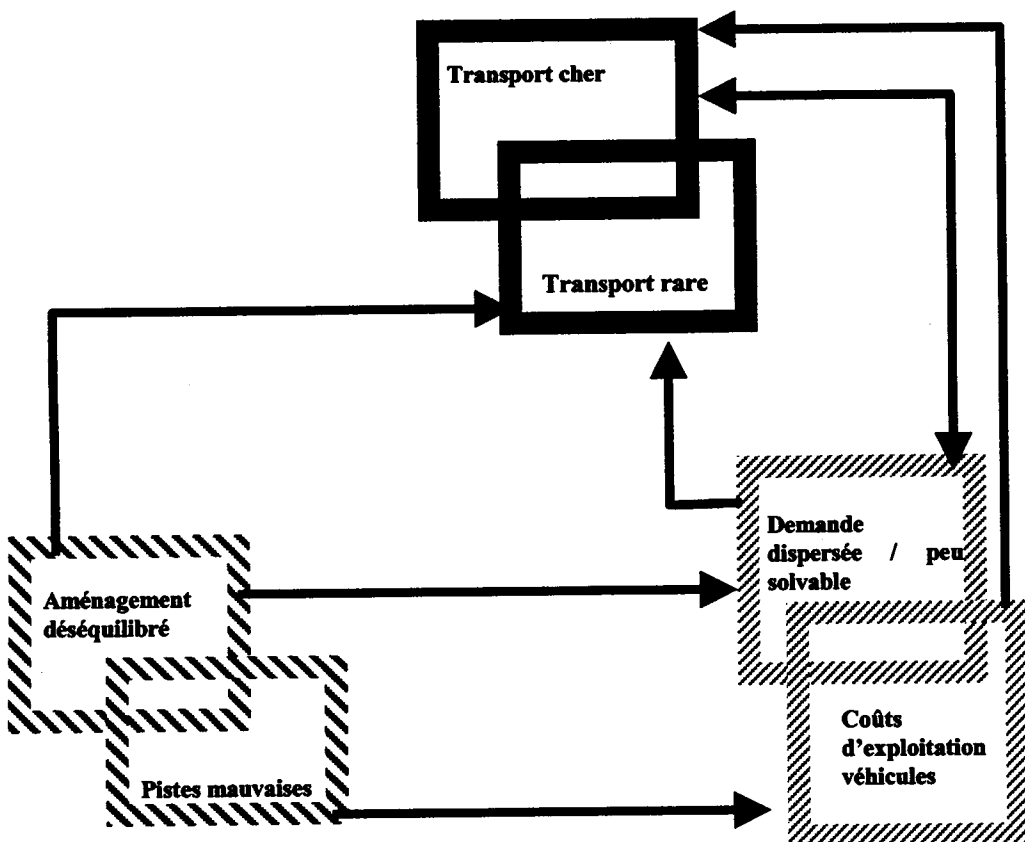 Transport cher
Transport rare
Demande
dispersée / peu
solvable
Aménagement
déséquilibré
Coûts
d'exploitation
véhicules
Pistes mauvaises